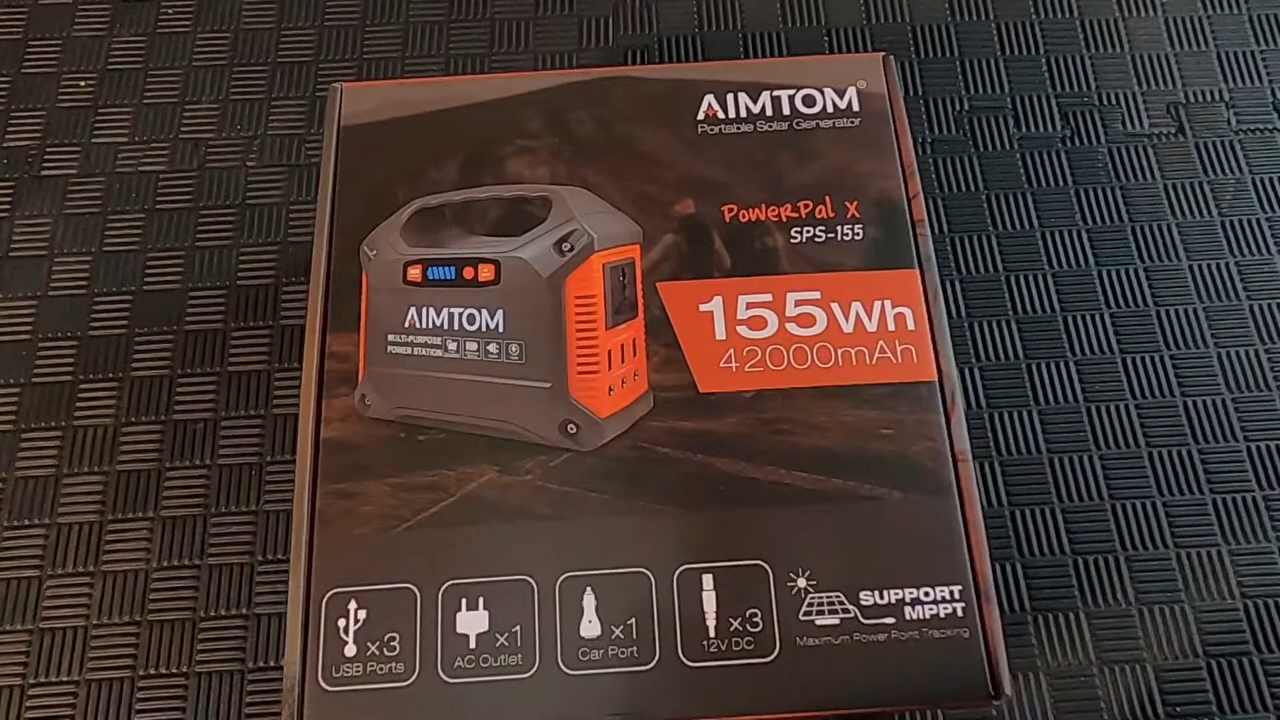 AIMTOM®
Portable Solar Generator
PowerPal X
SPS-155
155Wh
42000mAh
AIMTOM
MULTI-PURPOSE
POWER STATION
x3
USB Ports
x1
AC Outlet
x1
Car Port
x3
12V DC
SUPPORT
MPPT
Maximum Power Point Tracking